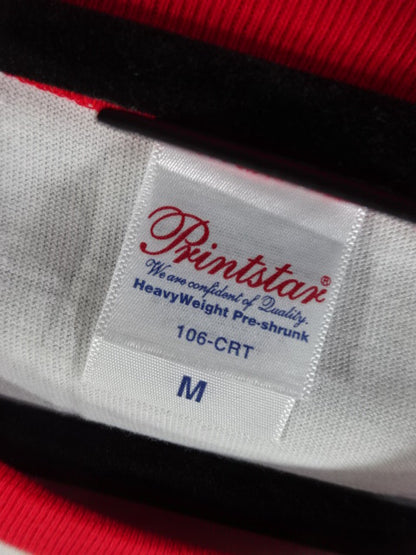 Printstar®
We are confident of Quality.
HeavyWeight Pre-shrunk
106-CRT
M